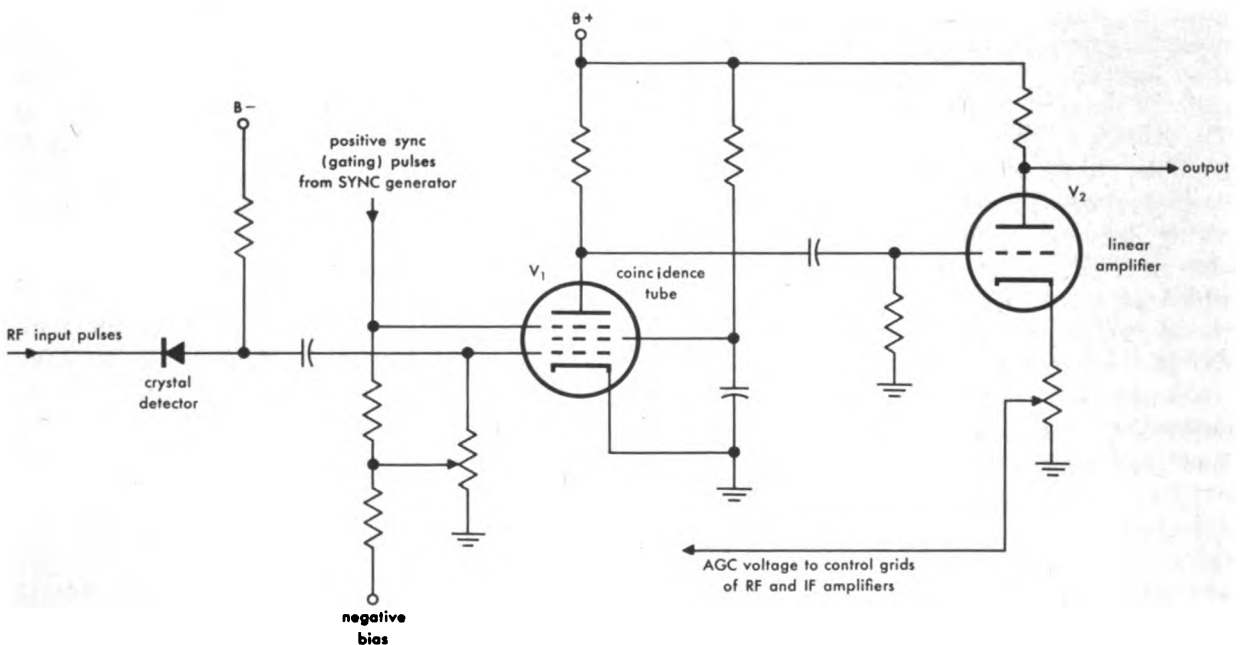 B+
B−
positive sync
(gating) pulses
from SYNC generator
output
V2
linear
amplifier
V1
coincidence
tube
RF input pulses
crystal
detector
AGC voltage to control grids
of RF and IF amplifiers
negative
bias